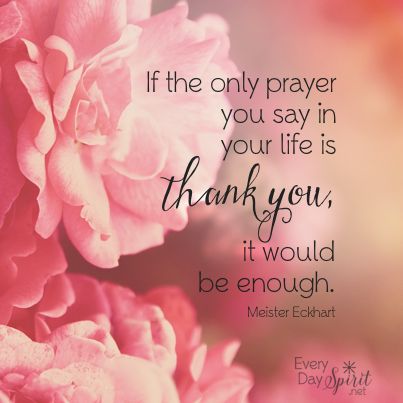 If the only prayer
you say in
your life is
thank you,
it would
be enough.
Meister Eckhart
Every
Day Spirit
.net